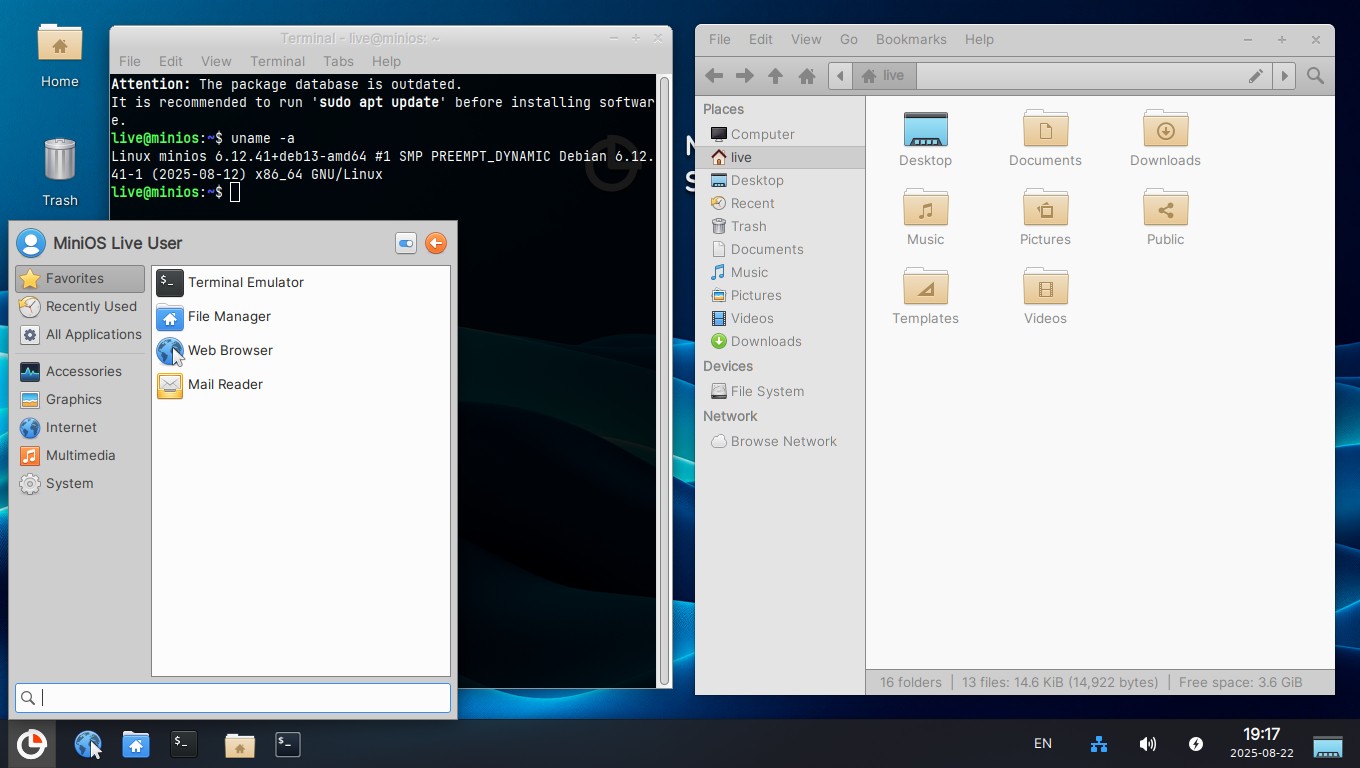 Home
Trash
Terminal - live@minios: ~
File Edit View Terminal Tabs Help
Attention: The package database is outdated.
It is recommended to run 'sudo apt update' before installing softwar
e.
live@minios:~$ uname -a
Linux minios 6.12.41+deb13-amd64 #1 SMP PREEMPT_DYNAMIC Debian 6.12.
41-1 (2025-08-12) x86_64 GNU/Linux
live@minios:~$
MiniOS Live User
Favorites
Recently Used
All Applications
Accessories
Graphics
Internet
Multimedia
System
Terminal Emulator
File Manager
Web Browser
Mail Reader
File Edit View Go Bookmarks Help
live
Places
Computer
live
Desktop
Recent
Trash
Documents
Music
Pictures
Videos
Downloads
Devices
File System
Network
Browse Network
Desktop Documents Downloads
Music Pictures Public
Templates Videos
16 folders | 13 files: 14.6 KiB (14,922 bytes) | Free space: 3.6 GiB
EN
19:17
2025-08-22